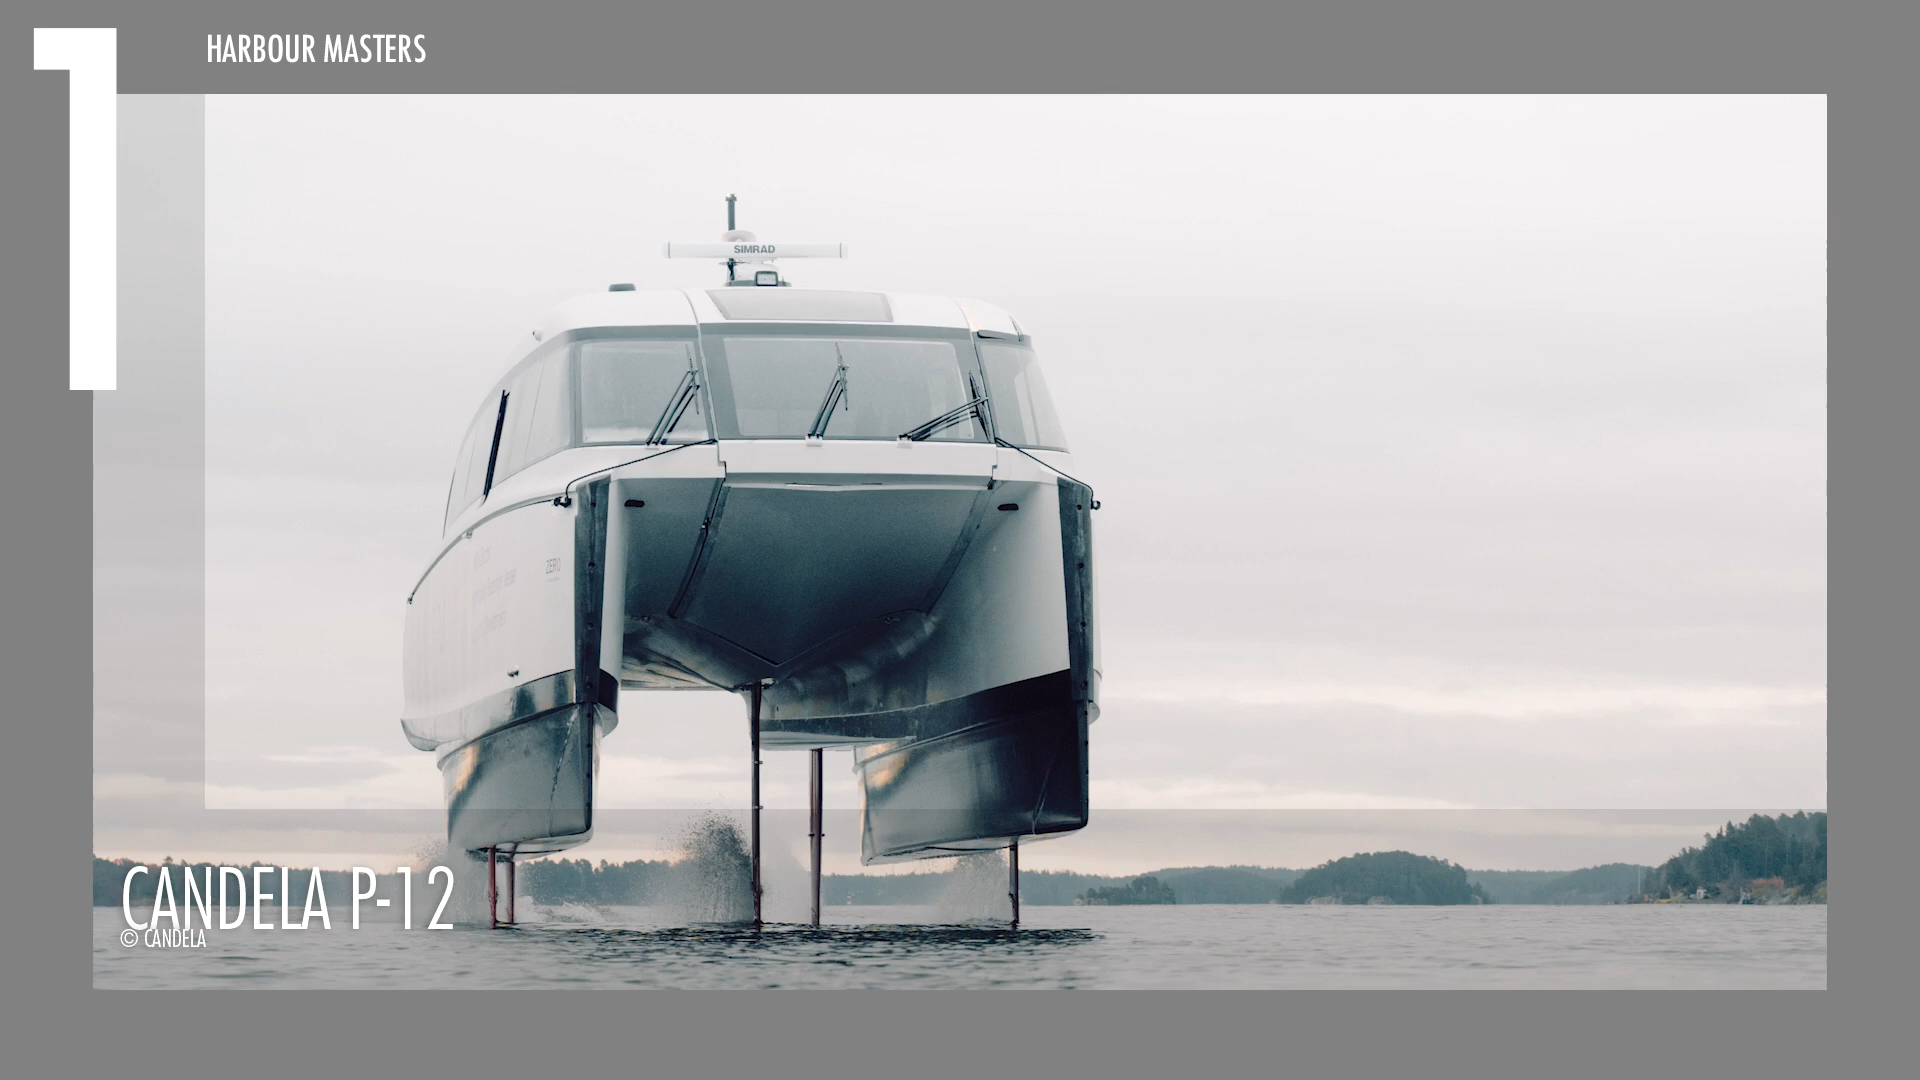 1
HARBOUR MASTERS
SIMRAD
ZERO
CANDELA P-12
© CANDELA